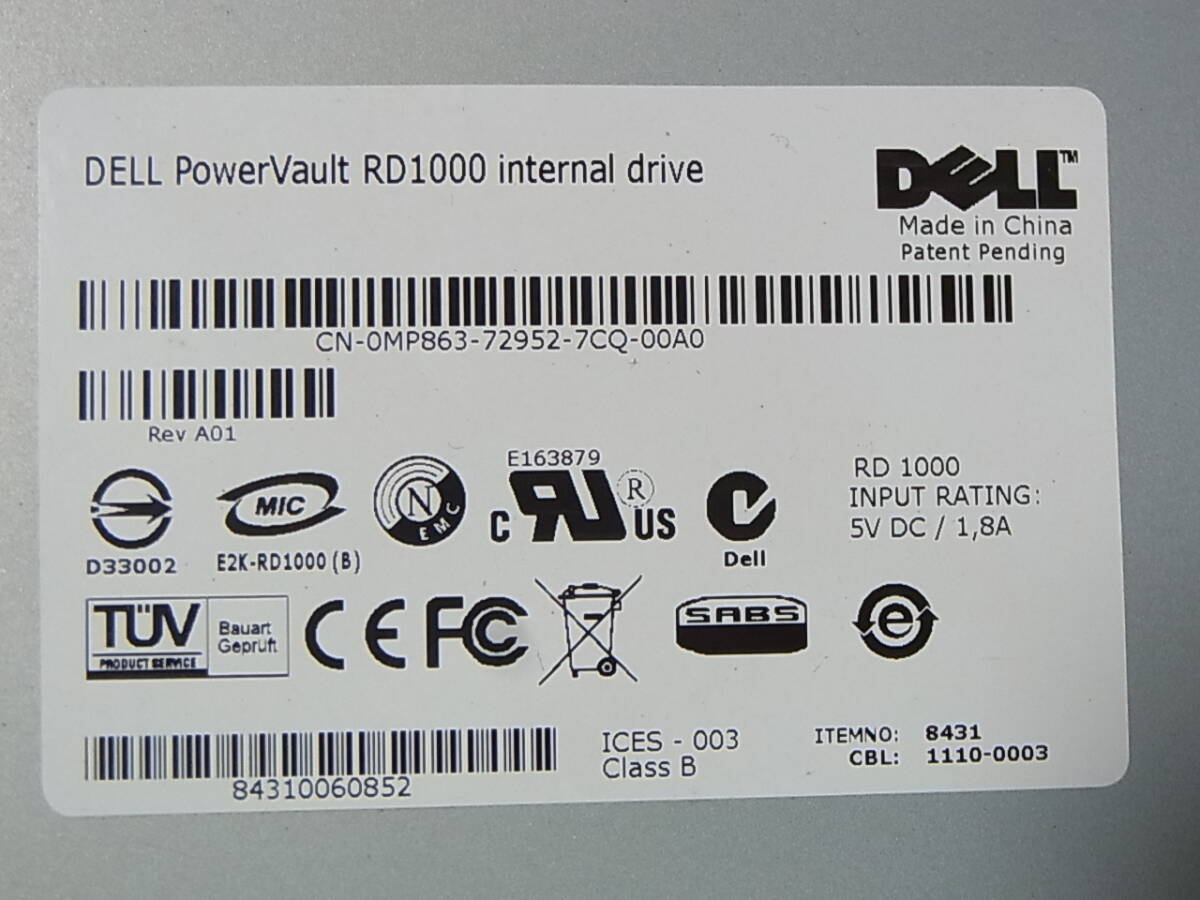 DELL PowerVault RD1000 internal drive
DELL™
Made in China
Patent Pending
CN-0MP863-72952-7CQ-00A0
Rev A01
D33002
MIC
E2K-RD1000 (B)
N
EMC
E163879
C RU ® US
Dell
RD 1000
INPUT RATING:
5V DC / 1,8A
TÜV
PRODUCT SERVICE
Bauart
Geprüft
CE FC
SABS
e
84310060852
ICES - 003
Class B
ITEMNO: 8431
CBL: 1110-0003